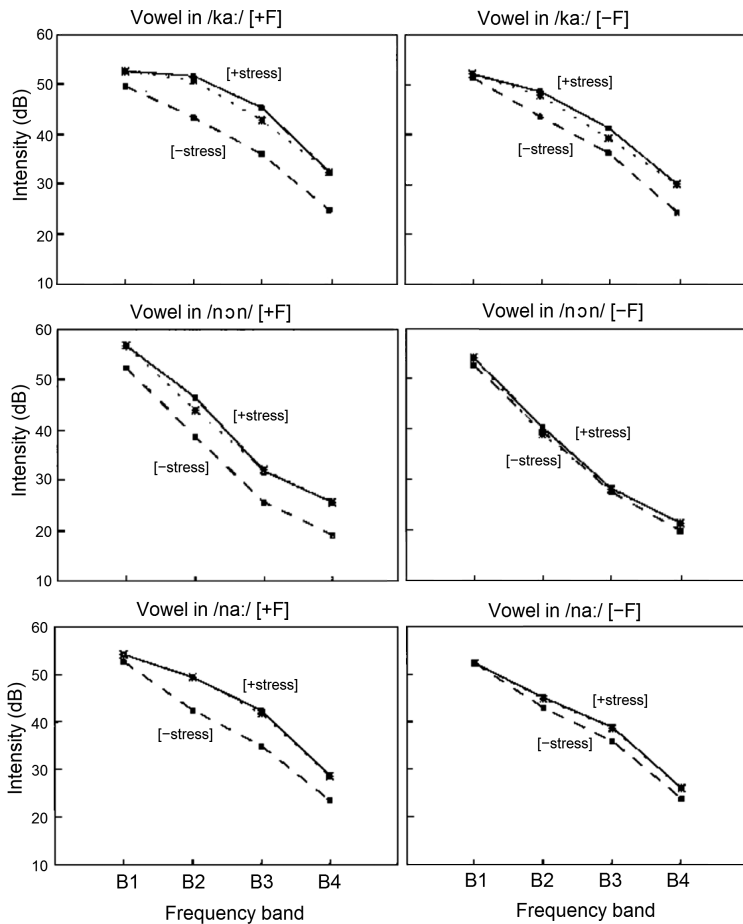 Vowel in /ka:/ [+F]
60
50
40
30
20
10
Intensity (dB)
[+stress]
[−stress]
Vowel in /ka:/ [−F]
[+stress]
[−stress]
Vowel in /nɔn/ [+F]
60
50
40
30
20
10
Intensity (dB)
[+stress]
[−stress]
Vowel in /nɔn/ [−F]
[+stress]
[−stress]
Vowel in /na:/ [+F]
60
50
40
30
20
10
Intensity (dB)
[+stress]
[−stress]
B1 B2 B3 B4
Frequency band
Vowel in /na:/ [−F]
[+stress]
[−stress]
B1 B2 B3 B4
Frequency band